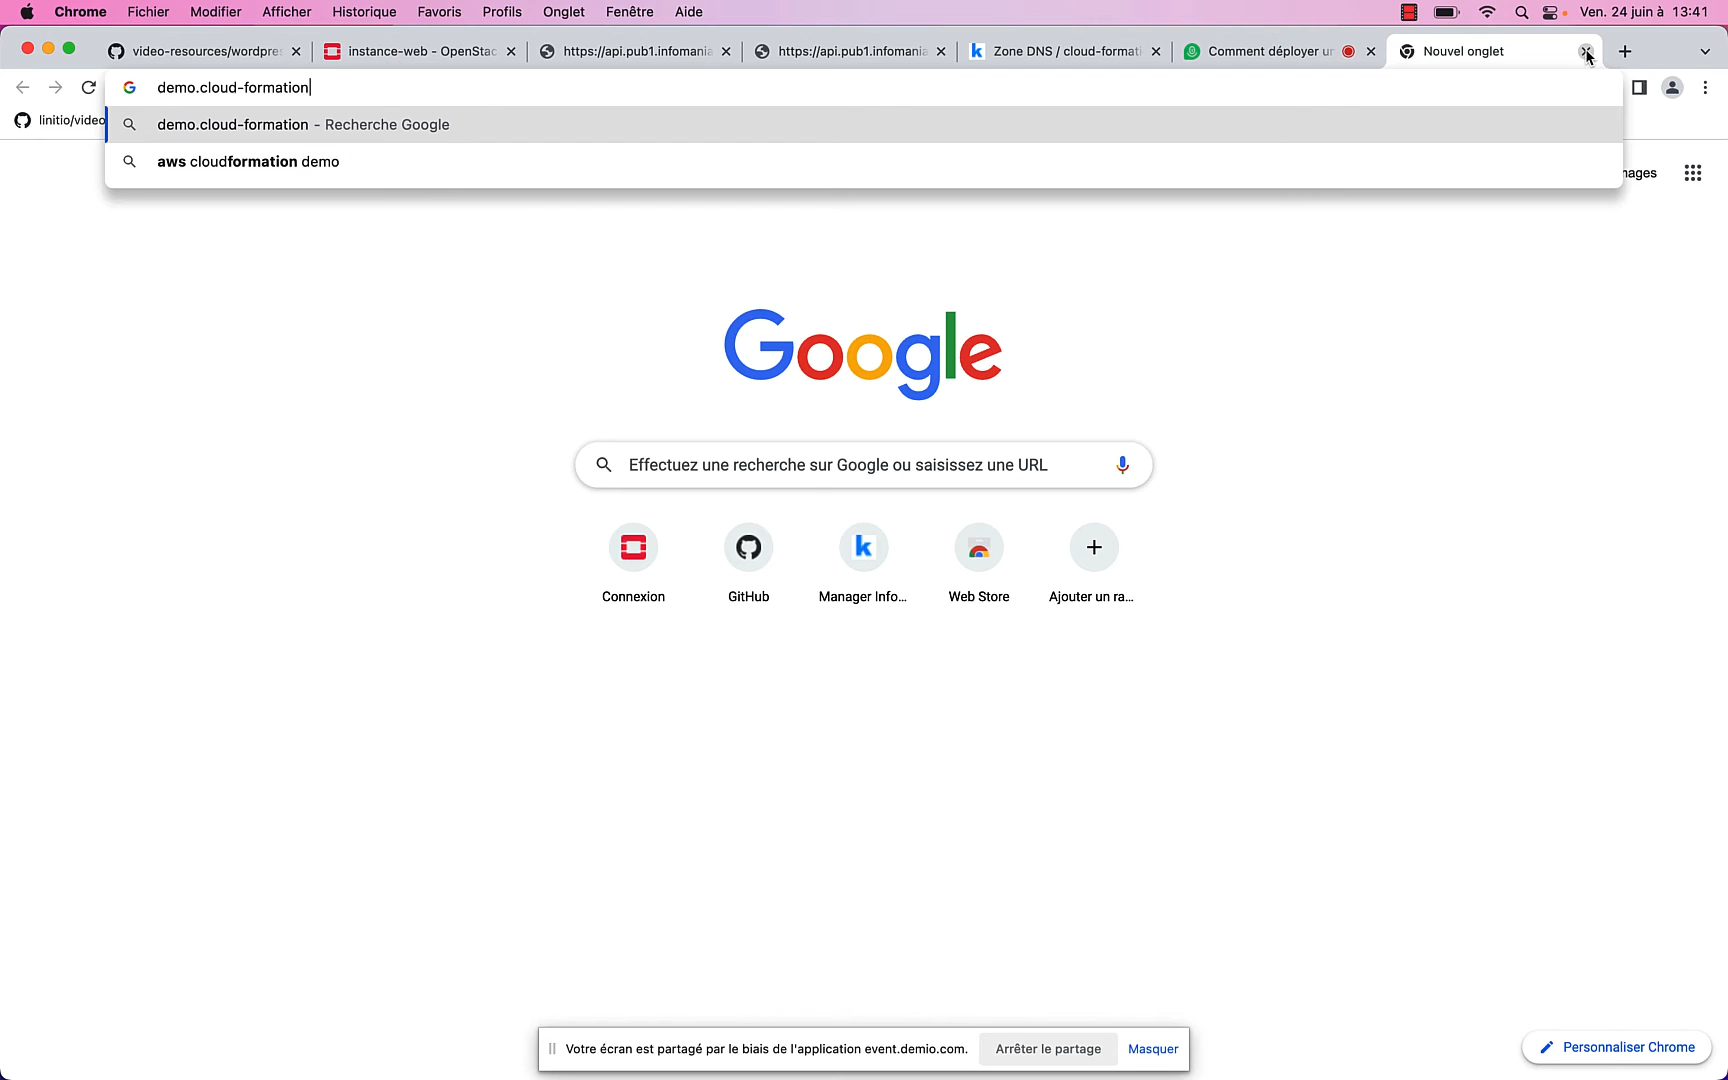 Chrome Fichier Modifier Afficher Historique Favoris Profils Onglet Fenêtre Aide Ven. 24 juin à 13:41
video-resources/wordpre instance-web - OpenStac https://api.pub1.infomania https://api.pub1.infomania Zone DNS / cloud-formati Comment déployer un Nouvel onglet
demo.cloud-formation
linitio/video
demo.cloud-formation - Recherche Google
aws cloudformation demo
mages
Google
Effectuez une recherche sur Google ou saisissez une URL
Connexion GitHub Manager Info... Web Store Ajouter un ra...
Votre écran est partagé par le biais de l'application event.demio.com. Arrêter le partage Masquer
Personnaliser Chrome